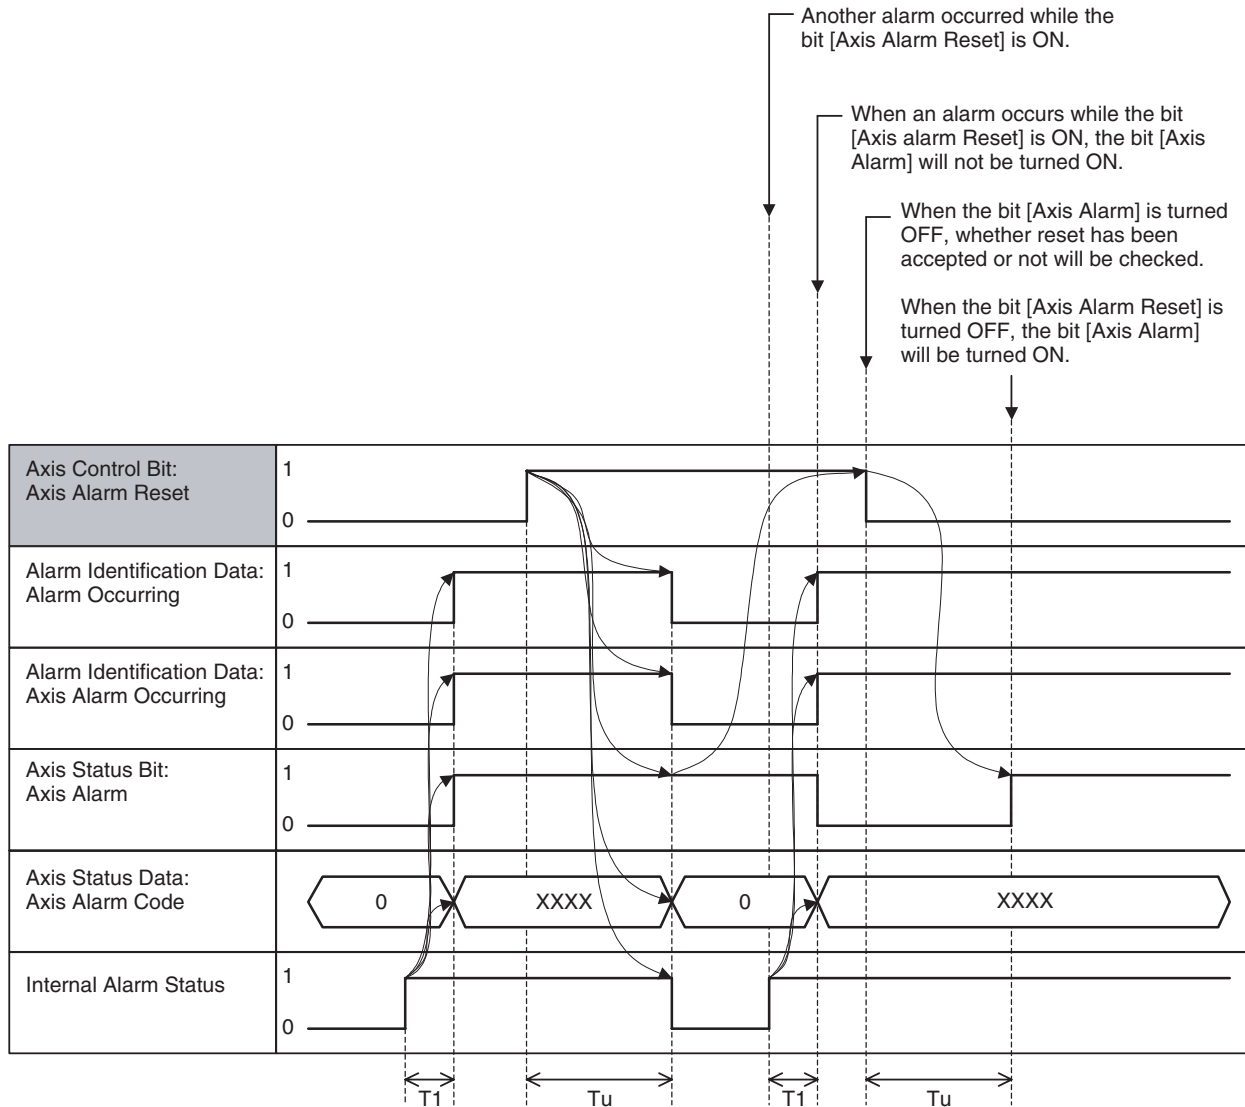 Another alarm occurred while the
bit [Axis Alarm Reset] is ON.
When an alarm occurs while the bit
[Axis alarm Reset] is ON, the bit [Axis
Alarm] will not be turned ON.
When the bit [Axis Alarm] is turned
OFF, whether reset has been
accepted or not will be checked.
When the bit [Axis Alarm Reset] is
turned OFF, the bit [Axis Alarm]
will be turned ON.
Axis Control Bit:
Axis Alarm Reset
1
0
Alarm Identification Data:
Alarm Occurring
1
0
Alarm Identification Data:
Axis Alarm Occurring
1
0
Axis Status Bit:
Axis Alarm
1
0
Axis Status Data:
Axis Alarm Code
0 XXXX 0 XXXX
Internal Alarm Status
1
0
T1 Tu T1 Tu